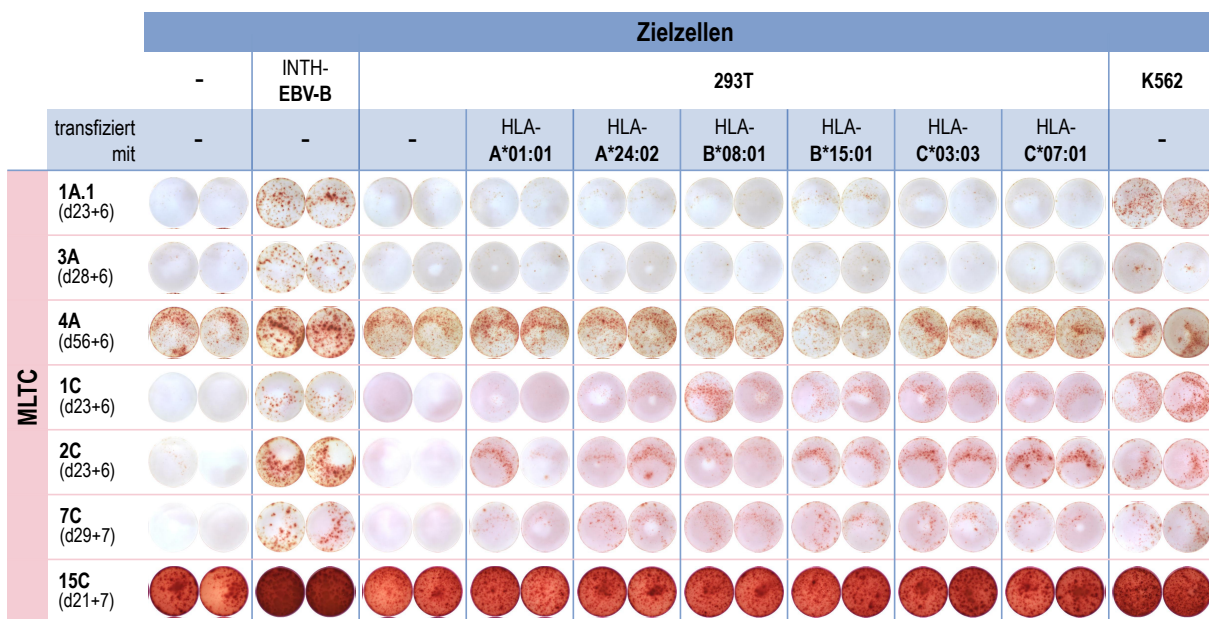 Zielzellen
-
INTH-
EBV-B
293T
K562
transfiziert
mit
-
-
-
HLA-
A*01:01
HLA-
A*24:02
HLA-
B*08:01
HLA-
B*15:01
HLA-
C*03:03
HLA-
C*07:01
-
MLTC
1A.1
(d23+6)
3A
(d28+6)
4A
(d56+6)
1C
(d23+6)
2C
(d23+6)
7C
(d29+7)
15C
(d21+7)